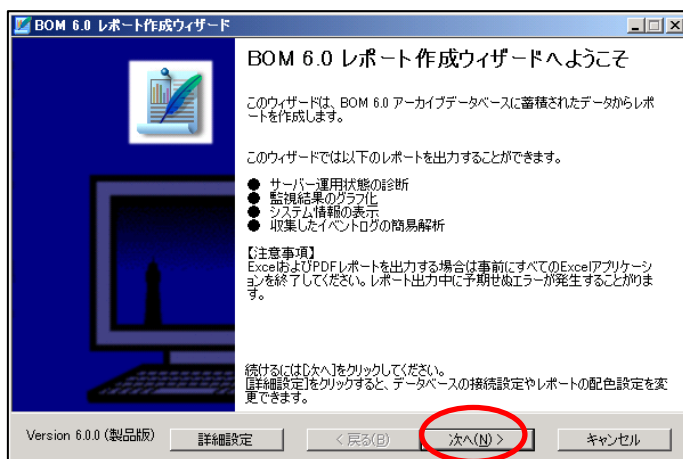 BOM 6.0 レポート作成ウィザード
BOM 6.0 レポート作成ウィザードへようこそ
このウィザードは、BOM 6.0 アーカイブデータベースに蓄積されたデータからレポ
ートを作成します。
このウィザードでは以下のレポートを出力することができます。
● サーバー運用状態の診断
● 監視結果のグラフ化
● システム情報の表示
● 収集したイベントログの簡易解析
【注意事項】
ExcelおよびPDFレポートを出力する場合は事前にすべてのExcelアプリケーシ
ョンを終了してください。レポート出力中に予期せぬエラーが発生することがありま
す。
続けるには[次へ]をクリックしてください。
[詳細設定]をクリックすると、データベースの接続設定やレポートの配色設定を変
更できます。
Version 6.0.0 (製品版) 詳細設定 < 戻る(B) 次へ(N) > キャンセル